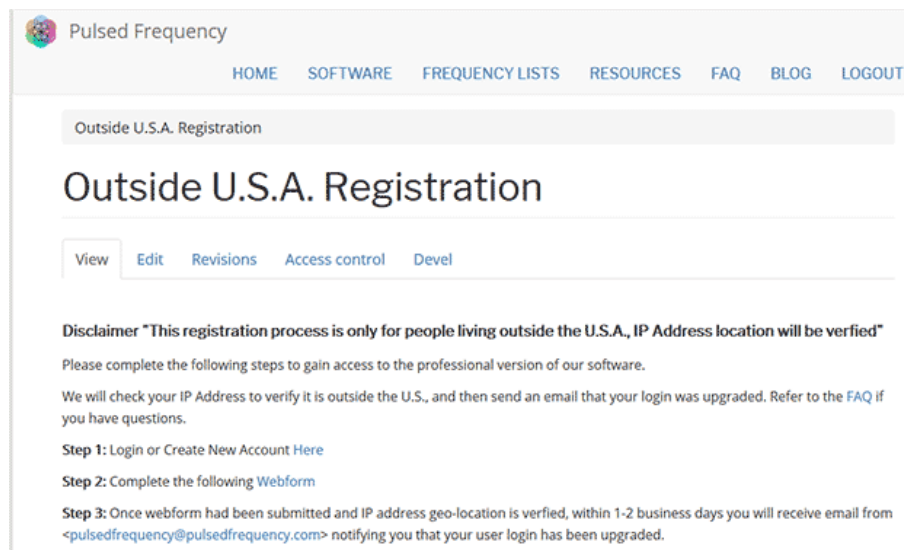 Pulsed Frequency
HOME SOFTWARE FREQUENCY LISTS RESOURCES FAQ BLOG LOGOUT
Outside U.S.A. Registration
Outside U.S.A. Registration
View Edit Revisions Access control Devel
Disclaimer "This registration process is only for people living outside the U.S.A., IP Address location will be verfied"
Please complete the following steps to gain access to the professional version of our software.
We will check your IP Address to verify it is outside the U.S., and then send an email that your login was upgraded. Refer to the FAQ if
you have questions.
Step 1: Login or Create New Account Here
Step 2: Complete the following Webform
Step 3: Once webform had been submitted and IP address geo-location is verfied, within 1-2 business days you will receive email from
<pulsedfrequency@pulsedfrequency.com> notifying you that your user login has been upgraded.